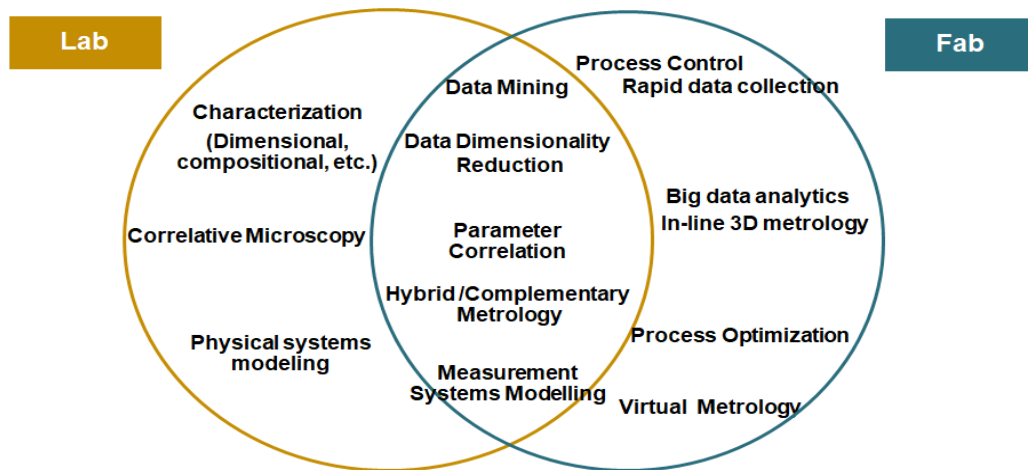 Lab
Fab
Characterization
(Dimensional,
compositional, etc.)
Correlative Microscopy
Physical systems
modeling
Data Mining
Data Dimensionality
Reduction
Parameter
Correlation
Hybrid /Complementary
Metrology
Measurement
Systems Modelling
Process Control
Rapid data collection
Big data analytics
In-line 3D metrology
Process Optimization
Virtual Metrology